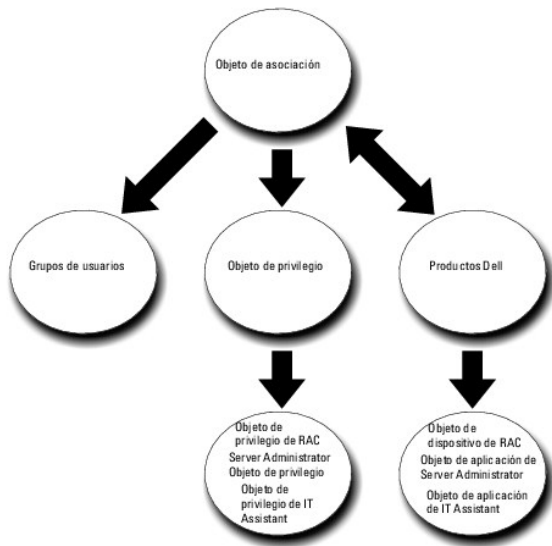 Objeto de asociación
Grupos de usuarios
Objeto de privilegio
Productos Dell
Objeto de
privilegio de RAC
Server Administrator
Objeto de privilegio
Objeto de
privilegio de IT
Assistant
Objeto de
dispositivo de RAC
Objeto de aplicación de
Server Administrator
Objeto de aplicación
de IT Assistant